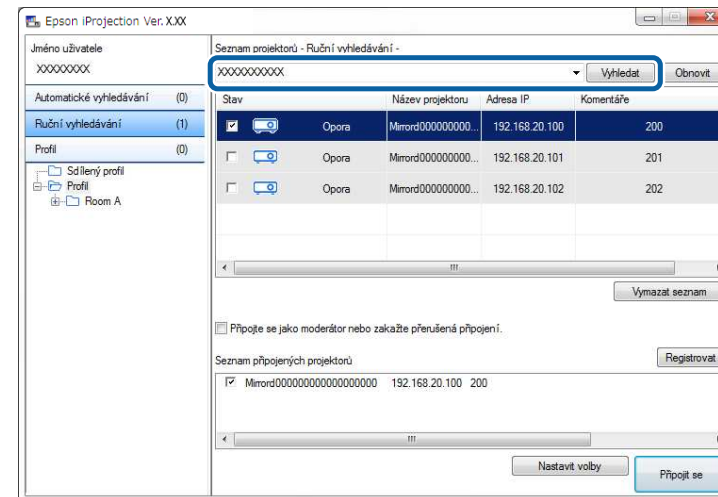 Epson iProjection Ver. X.XX
Jméno uživatele
XXXXXXXX
Automatické vyhledávání (0)
Ruční vyhledávání (1)
Profil (0)
Sdílený profil
Profil
Room A
Seznam projektorů - Ruční vyhledávání -
XXXXXXXXXX Vyhledat Obnovit
Stav Název projektoru Adresa IP Komentáře
Opora Mirrord000000000... 192.168.20.100 200
Opora Mirrord000000000... 192.168.20.101 201
Opora Mirrord000000000... 192.168.20.102 202
Vymazat seznam
Připojte se jako moderátor nebo zakažte přerušená připojení.
Seznam připojených projektorů Registrovat
Mirrord000000000000000000 192.168.20.100 200
Nastavit volby Připojit se